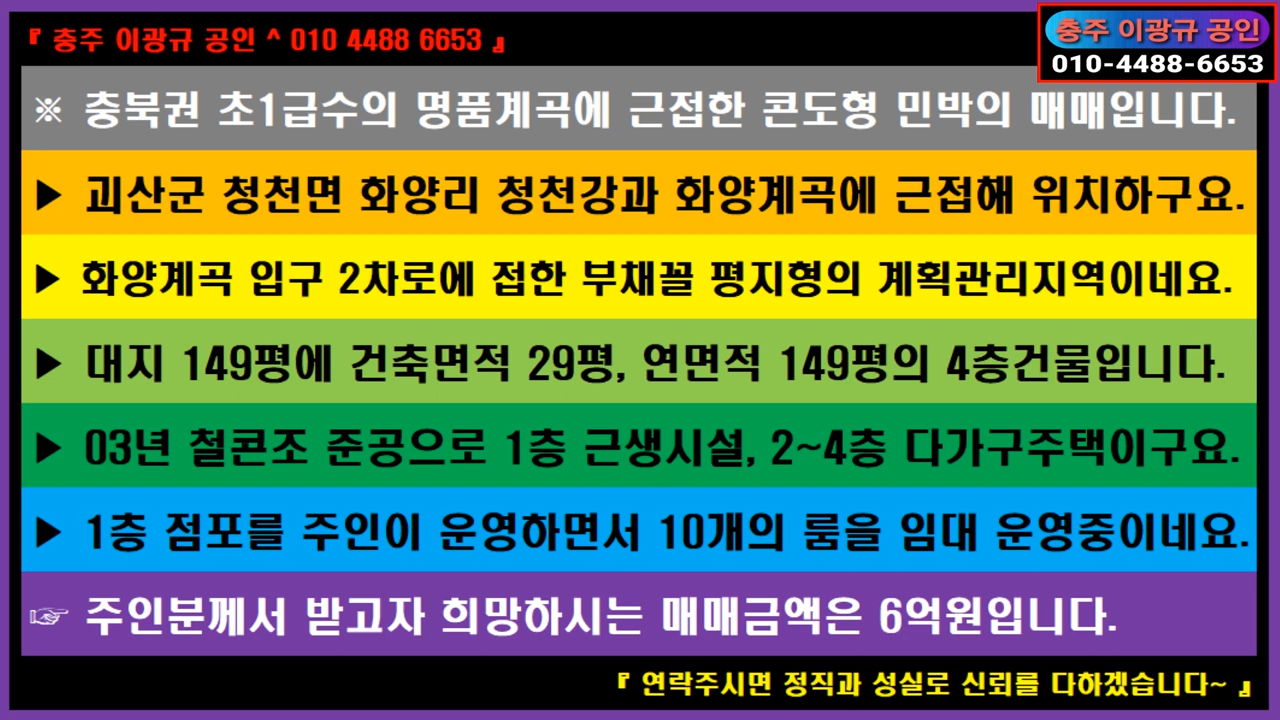 『 충주 이광규 공인 ^ 010 4488 6653 』
충주 이광규 공인
010-4488-6653
※ 충북권 초1급수의 명품계곡에 근접한 콘도형 민박의 매매입니다.
▶ 괴산군 청천면 화양리 청천강과 화양계곡에 근접해 위치하구요.
▶ 화양계곡 입구 2차로에 접한 부채꼴 평지형의 계획관리지역이네요.
▶ 대지 149평에 건축면적 29평, 연면적 149평의 4층건물입니다.
▶ 03년 철콘조 준공으로 1층 근생시설, 2~4층 다가구주택이구요.
▶ 1층 점포를 주인이 운영하면서 10개의 룸을 임대 운영중이네요.
☞ 주인분께서 받고자 희망하시는 매매금액은 6억원입니다.
『 연락주시면 정직과 성실로 신뢰를 다하겠습니다~ 』